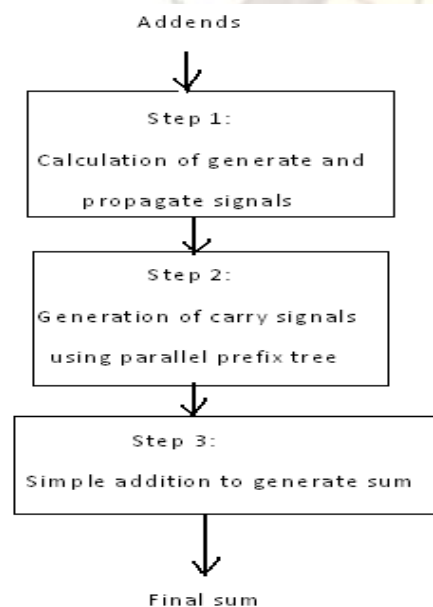 Addends
Step 1:
Calculation of generate and
propagate signals
Step 2:
Generation of carry signals
using parallel prefix tree
Step 3:
Simple addition to generate sum
Final sum